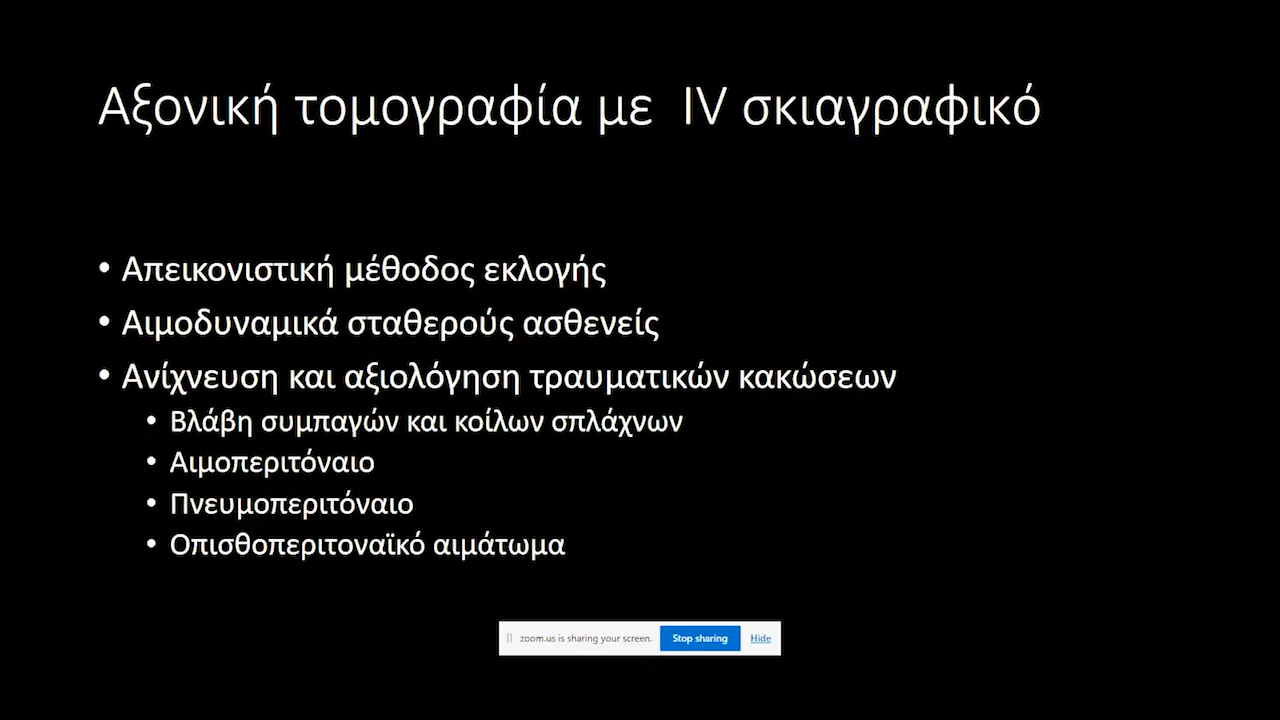 Αξονική τομογραφία με IV σκιαγραφικό
• Απεικονιστική μέθοδος εκλογής
• Αιμοδυναμικά σταθερούς ασθενείς
• Ανίχνευση και αξιολόγηση τραυματικών κακώσεων
• Βλάβη συμπαγών και κοίλων σπλάχνων
• Αιμοπεριτόναιο
• Πνευμοπεριτόναιο
• Οπισθοπεριτοναϊκό αιμάτωμα
zoom.us is sharing your screen. Stop sharing Hide